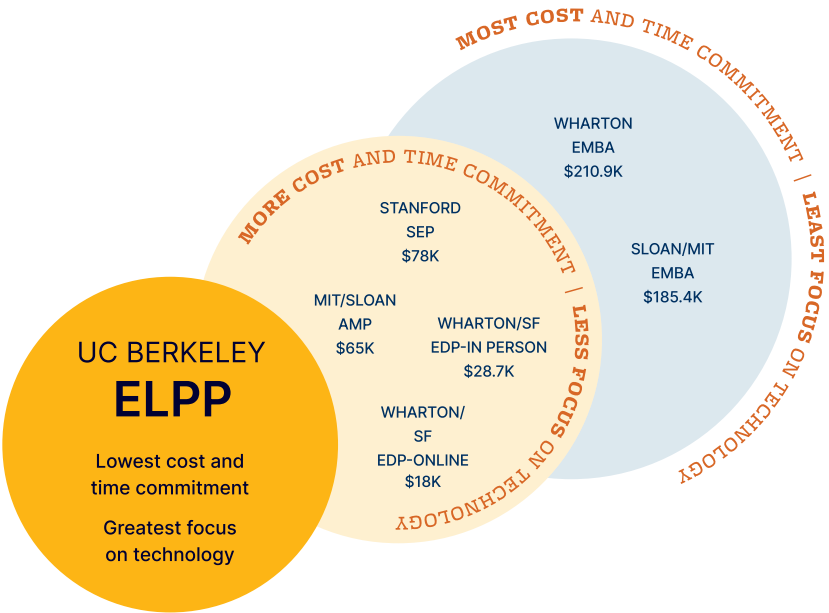 MOST COST AND TIME COMMITMENT | LEAST FOCUS ON TECHNOLOGY
WHARTON
EMBA
$210.9K
SLOAN/MIT
EMBA
$185.4K
MORE COST AND TIME COMMITMENT | LESS FOCUS ON TECHNOLOGY
STANFORD
SEP
$78K
MIT/SLOAN
AMP
$65K
WHARTON/SF
EDP-IN PERSON
$28.7K
WHARTON/
SF
EDP-ONLINE
$18K
UC BERKELEY
ELPP
Lowest cost and
time commitment
Greatest focus
on technology